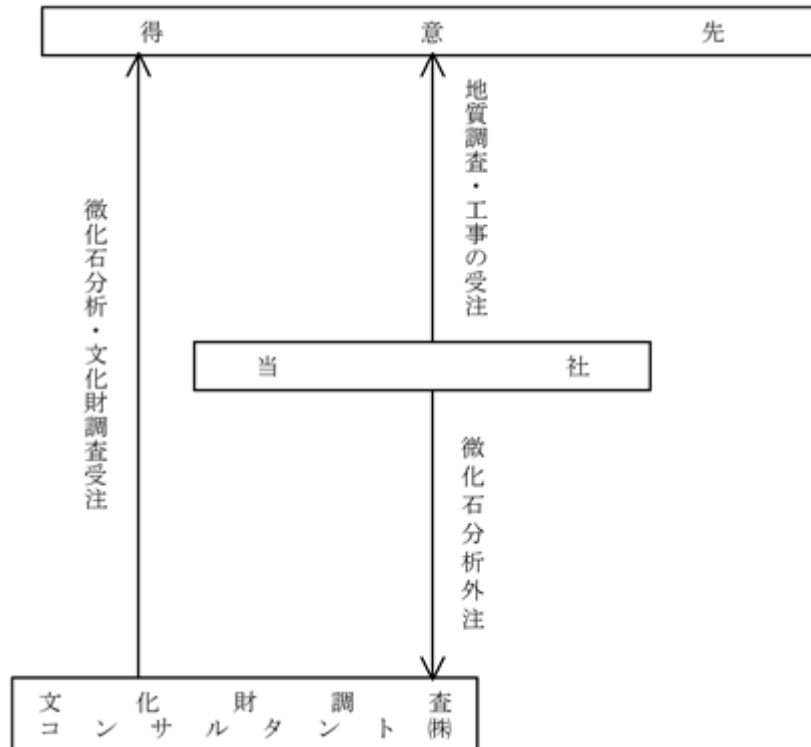 得意先
地質調査・工事の受注
微化石分析・文化財調査受注
当社
微化石分析外注
文化財調査
コンサルタント㈱